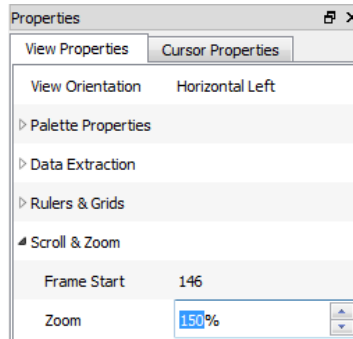 Properties
View Properties Cursor Properties
View Orientation Horizontal Left
Palette Properties
Data Extraction
Rulers & Grids
Scroll & Zoom
Frame Start 146
Zoom 150%